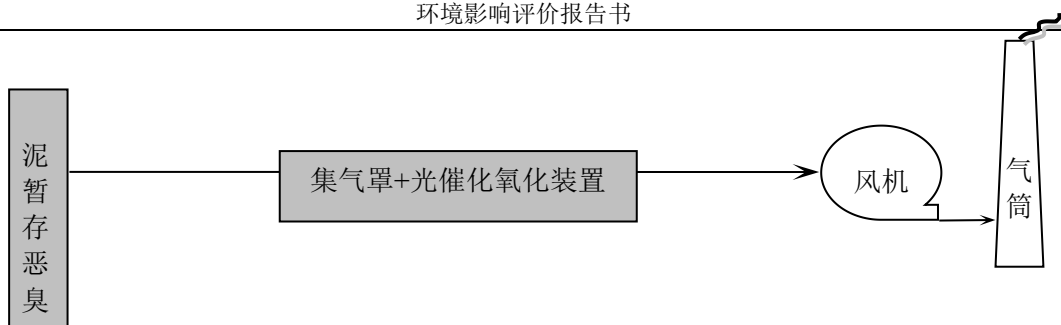 环境影响评价报告书
泥暂存恶臭
集气罩+光催化氧化装置
风机
气筒